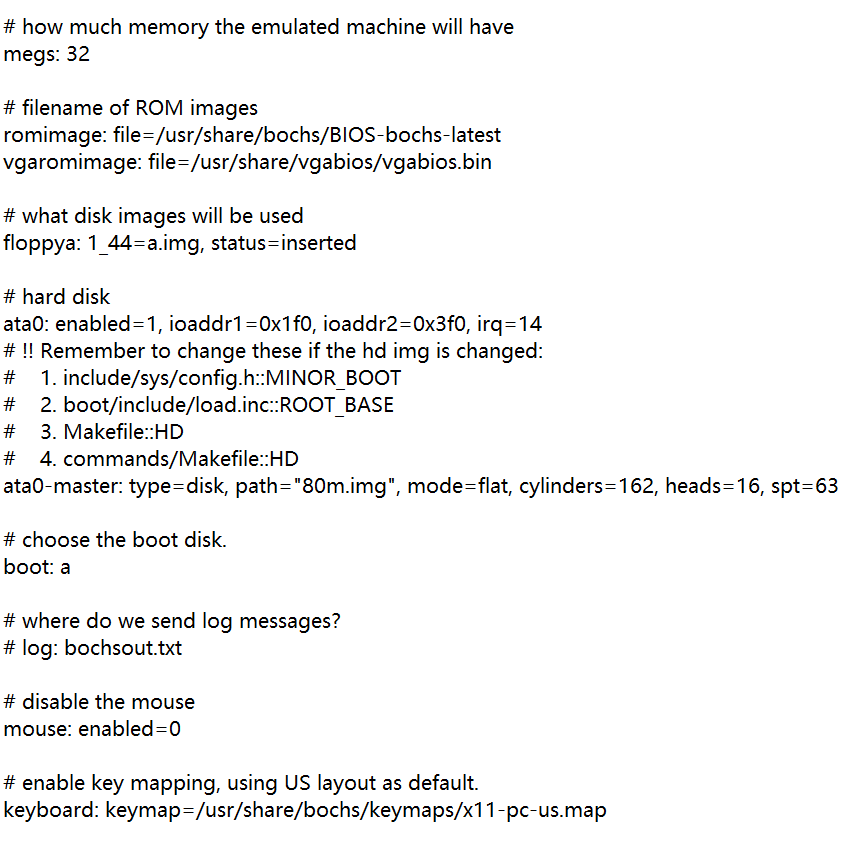 # how much memory the emulated machine will have
megs: 32
# filename of ROM images
romimage: file=/usr/share/bochs/BIOS-bochs-latest
vgaromimage: file=/usr/share/vgabios/vgabios.bin
# what disk images will be used
floppya: 1_44=a.img, status=inserted
# hard disk
ata0: enabled=1, ioaddr1=0x1f0, ioaddr2=0x3f0, irq=14
# !! Remember to change these if the hd img is changed:
#    1. include/sys/config.h::MINOR_BOOT
#    2. boot/include/load.inc::ROOT_BASE
#    3. Makefile::HD
#    4. commands/Makefile::HD
ata0-master: type=disk, path="80m.img", mode=flat, cylinders=162, heads=16, spt=63
# choose the boot disk.
boot: a
# where do we send log messages?
# log: bochsout.txt
# disable the mouse
mouse: enabled=0
# enable key mapping, using US layout as default.
keyboard: keymap=/usr/share/bochs/keymaps/x11-pc-us.map